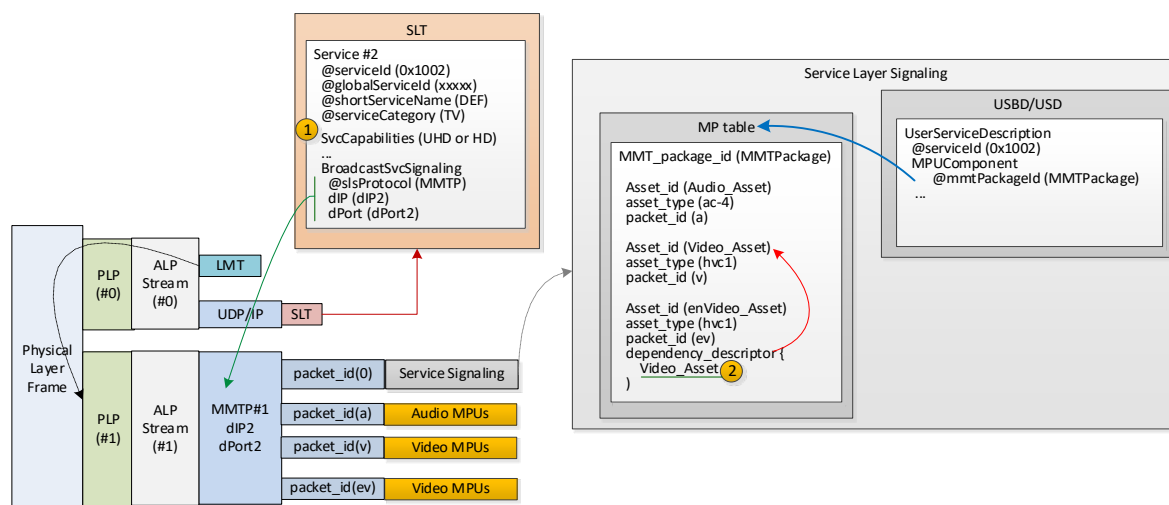 SLT
Service #2
@serviceId (0x1002)
@globalServiceId (xxxxx)
@shortServiceName (DEF)
@serviceCategory (TV)
1
SvcCapabilities (UHD or HD)
...
BroadcastSvcSignaling
@slsProtocol (MMTP)
dIP (dIP2)
dPort (dPort2)
Service Layer Signaling
MP table
MMT_package_id (MMTPackage)
Asset_id (Audio_Asset)
asset_type (ac-4)
packet_id (a)
Asset_id (Video_Asset)
asset_type (hvc1)
packet_id (v)
Asset_id (enVideo_Asset)
asset_type (hvc1)
packet_id (ev)
dependency_descriptor {
Video_Asset
2
}
USBD/USD
UserServiceDescription
@serviceId (0x1002)
MPUComponent
@mmtPackageId (MMTPackage)
...
Physical
Layer
Frame
PLP
(#0)
ALP
Stream
(#0)
LMT
UDP/IP
SLT
PLP
(#1)
ALP
Stream
(#1)
MMTP#1
dIP2
dPort2
packet_id(0)
Service Signaling
packet_id(a)
Audio MPUs
packet_id(v)
Video MPUs
packet_id(ev)
Video MPUs